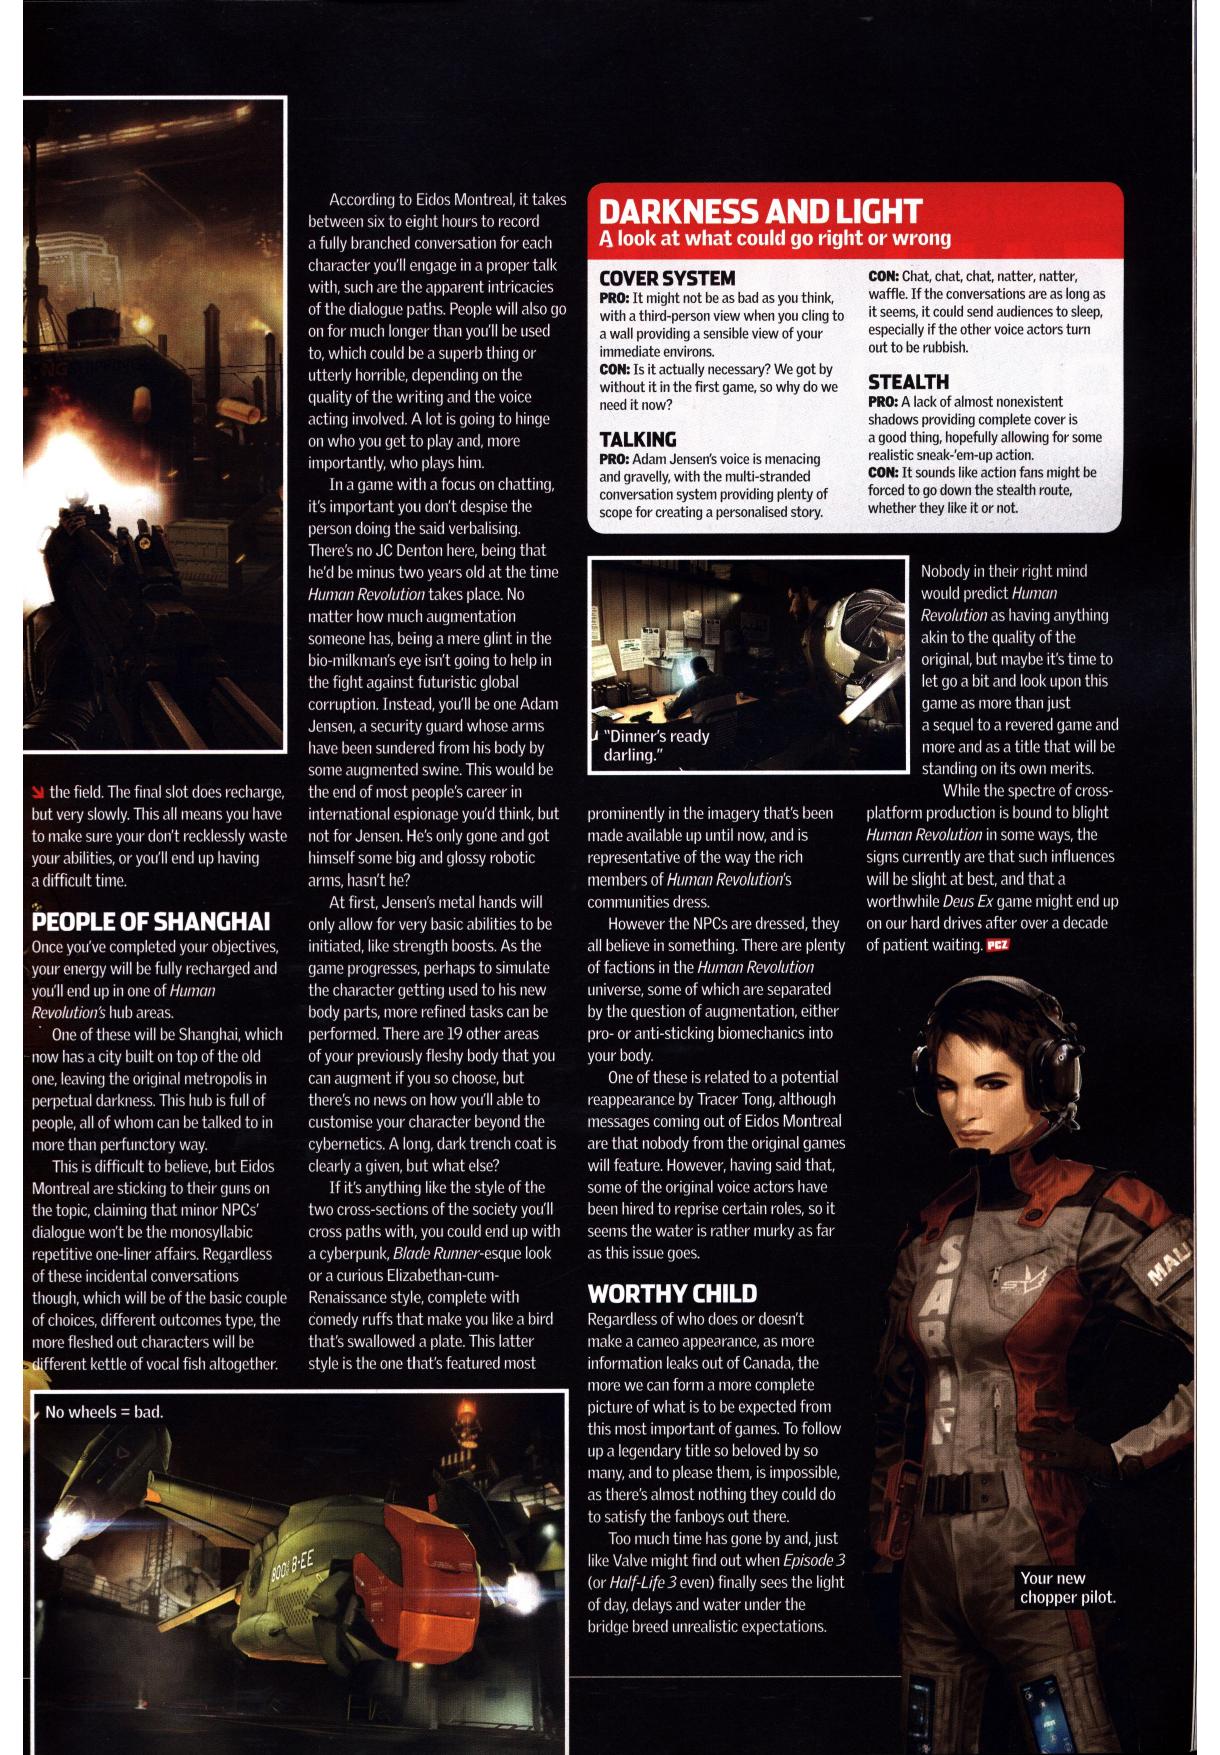 the field. The final slot does recharge,
but very slowly. This all means you have
to make sure your don't recklessly waste
your abilities, or you'll end up having
a difficult time.
PEOPLE OF SHANGHAI
Once you've completed your objectives,
your energy will be fully recharged and
you'll end up in one of Human
Revolution's hub areas.
One of these will be Shanghai, which
now has a city built on top of the old
one, leaving the original metropolis in
perpetual darkness. This hub is full of
people, all of whom can be talked to in
more than perfunctory way.
This is difficult to believe, but Eidos
Montreal are sticking to their guns on
the topic, claiming that minor NPCs'
dialogue won't be the monosyllabic
repetitive one-liner affairs. Regardless
of these incidental conversations
though, which will be of the basic couple
of choices, different outcomes type, the
more fleshed out characters will be
different kettle of vocal fish altogether.
No wheels = bad.
B-EE
According to Eidos Montreal, it takes
between six to eight hours to record
a fully branched conversation for each
character you'll engage in a proper talk
with, such are the apparent intricacies
of the dialogue paths. People will also go
on for much longer than you'll be used
to, which could be a superb thing or
utterly horrible, depending on the
quality of the writing and the voice
acting involved. A lot is going to hinge
on who you get to play and, more
importantly, who plays him.
In a game with a focus on chatting,
it's important you don't despise the
person doing the said verbalising.
There's no JC Denton here, being that
he'd be minus two years old at the time
Human Revolution takes place. No
matter how much augmentation
someone has, being a mere glint in the
bio-milkman's eye isn't going to help in
the fight against futuristic global
corruption. Instead, you'll be one Adam
Jensen, a security guard whose arms
have been sundered from his body by
some augmented swine. This would be
the end of most people's career in
international espionage you'd think, but
not for Jensen. He's only gone and got
himself some big and glossy robotic
arms, hasn't he?
At first, Jensen's metal hands will
only allow for very basic abilities to be
initiated, like strength boosts. As the
game progresses, perhaps to simulate
the character getting used to his new
body parts, more refined tasks can be
performed. There are 19 other areas
of your previously fleshy body that you
can augment if you so choose, but
there's no news on how you'll able to
customise your character beyond the
cybernetics. A long, dark trench coat is
clearly a given, but what else?
If it's anything like the style of the
two cross-sections of the society you'll
cross paths with, you could end up with
a cyberpunk, Blade Runner-esque look
or a curious Elizabethan-cum-
Renaissance style, complete with
comedy ruffs that make you like a bird
that's swallowed a plate. This latter
style is the one that's featured most
DARKNESS AND LIGHT
A look at what could go right or wrong
COVER SYSTEM
PRO: It might not be as bad as you think,
with a third-person view when you cling to
a wall providing a sensible view of your
immediate environs.
CON: Is it actually necessary? We got by
without it in the first game, so why do we
need it now?
TALKING
PRO: Adam Jensen's voice is menacing
and gravelly, with the multi-stranded
conversation system providing plenty of
scope for creating a personalised story.
CON: Chat, chat, chat, natter, natter,
waffle. If the conversations are as long as
it seems, it could send audiences to sleep,
especially if the other voice actors turn
out to be rubbish.
STEALTH
PRO: A lack of almost nonexistent
shadows providing complete cover is
a good thing, hopefully allowing for some
realistic sneak-'em-up action.
CON: It sounds like action fans might be
forced to go down the stealth route,
whether they like it or not.
"Dinner's ready
darling."
prominently in the imagery that's been
made available up until now, and is
representative of the way the rich
members of Human Revolution's
communities dress.
However the NPCs are dressed, they
all believe in something. There are plenty
of factions in the Human Revolution
universe, some of which are separated
by the question of augmentation, either
pro- or anti-sticking biomechanics into
your body.
One of these is related to a potential
reappearance by Tracer Tong, although
messages coming out of Eidos Montreal
are that nobody from the original games
will feature. However, having said that,
some of the original voice actors have
been hired to reprise certain roles, so it
seems the water is rather murky as far
as this issue goes.
WORTHY CHILD
Regardless of who does or doesn't
make a cameo appearance, as more
information leaks out of Canada, the
more we can form a more complete
picture of what is to be expected from
this most important of games. To follow
up a legendary title so beloved by so
many, and to please them, is impossible,
as there's almost nothing they could do
to satisfy the fanboys out there.
Too much time has gone by and, just
like Valve might find out when Episode 3
(or Half-Life 3 even) finally sees the light
of day, delays and water under the
bridge breed unrealistic expectations.
Nobody in their right mind
would predict Human
Revolution as having anything
akin to the quality of the
original, but maybe it's time to
let go a bit and look upon this
game as more than just
a sequel to a revered game and
more and as a title that will be
standing on its own merits.
While the spectre of cross-
platform production is bound to blight
Human Revolution in some ways, the
signs currently are that such influences
will be slight at best, and that a
worthwhile Deus Ex game might end up
on our hard drives after over a decade
of patient waiting. PCZ
SARIF
MALI
Your new
chopper pilot.